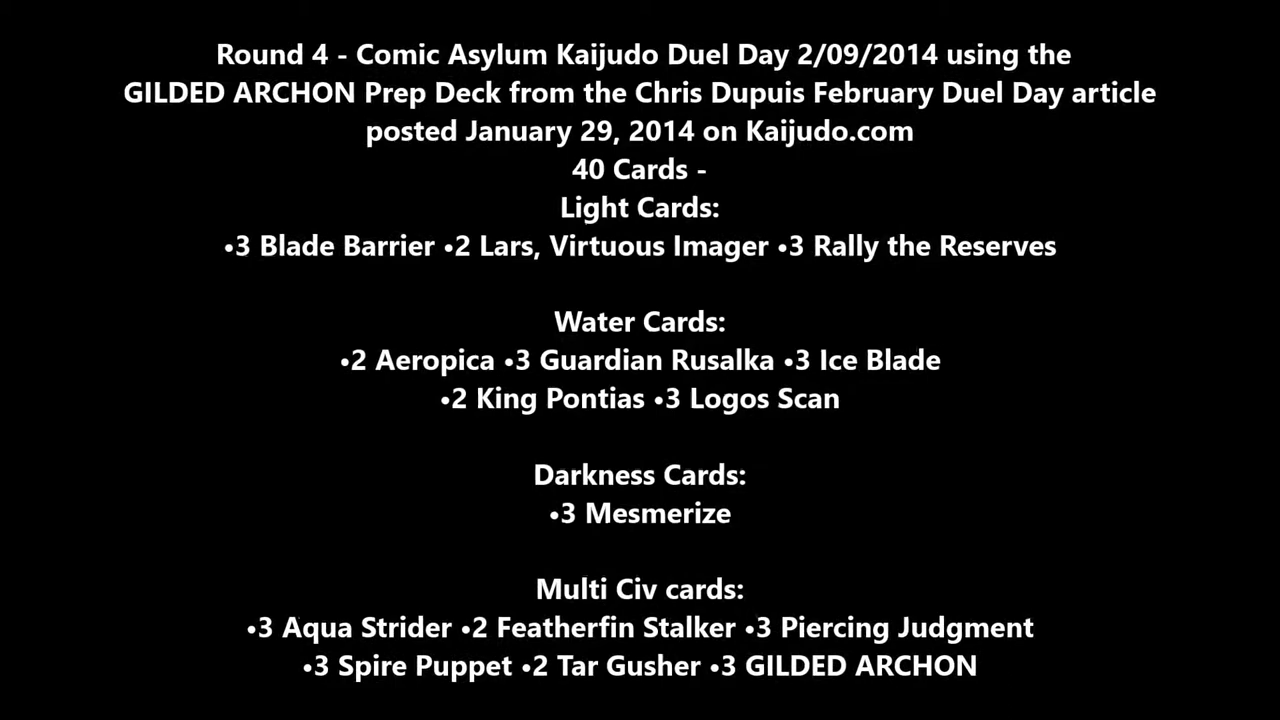 Round 4 - Comic Asylum Kaijudo Duel Day 2/09/2014 using the
GILDED ARCHON Prep Deck from the Chris Dupuis February Duel Day article
posted January 29, 2014 on Kaijudo.com
40 Cards -
Light Cards:
•3 Blade Barrier •2 Lars, Virtuous Imager •3 Rally the Reserves
Water Cards:
•2 Aeropica •3 Guardian Rusalka •3 Ice Blade
•2 King Pontias •3 Logos Scan
Darkness Cards:
•3 Mesmerize
Multi Civ cards:
•3 Aqua Strider •2 Featherfin Stalker •3 Piercing Judgment
•3 Spire Puppet •2 Tar Gusher •3 GILDED ARCHON